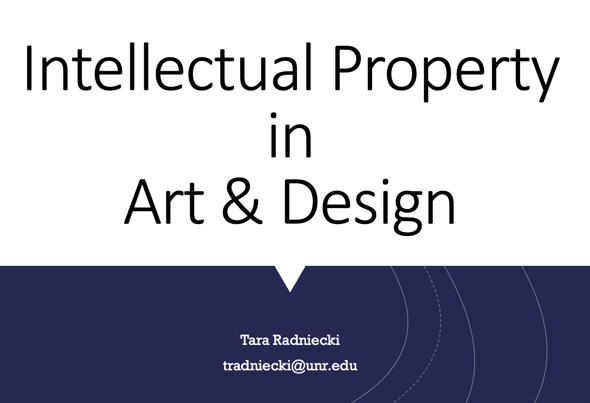 Intellectual Property
in
Art & Design
Tara Radniecki
tradniecki@unr.edu